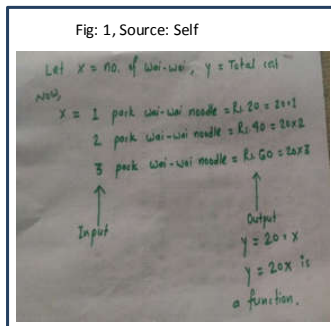 Fig: 1, Source: Self
Let x = no. of wai-wai, y = Total cost
Now,
x = 1 pack wai-wai noodle = Rs. 20 = 20×1
2 pack wai-wai noodle = Rs. 40 = 20×2
3 pack wai-wai noodle = Rs 60 = 20×3
Input
Output
y = 20 × x
y = 20x is
a function.